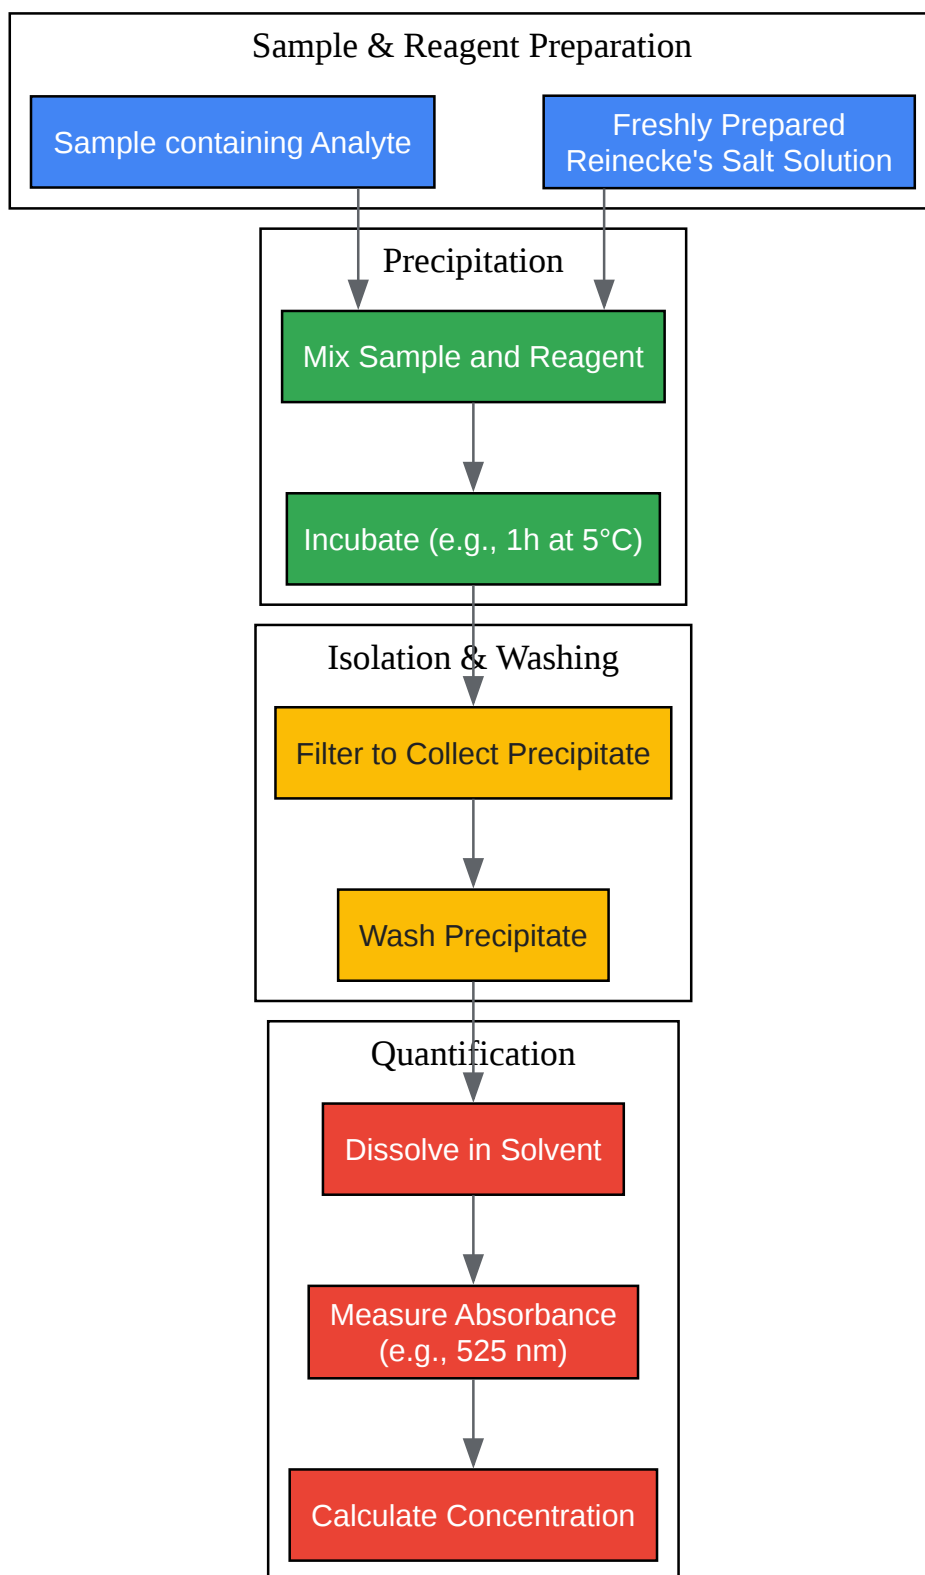 Sample & Reagent Preparation
Sample containing Analyte
Freshly Prepared
Reinecke's Salt Solution
Precipitation
Mix Sample and Reagent
Incubate (e.g., 1h at 5°C)
Isolation & Washing
Filter to Collect Precipitate
Wash Precipitate
Quantification
Dissolve in Solvent
Measure Absorbance
(e.g., 525 nm)
Calculate Concentration